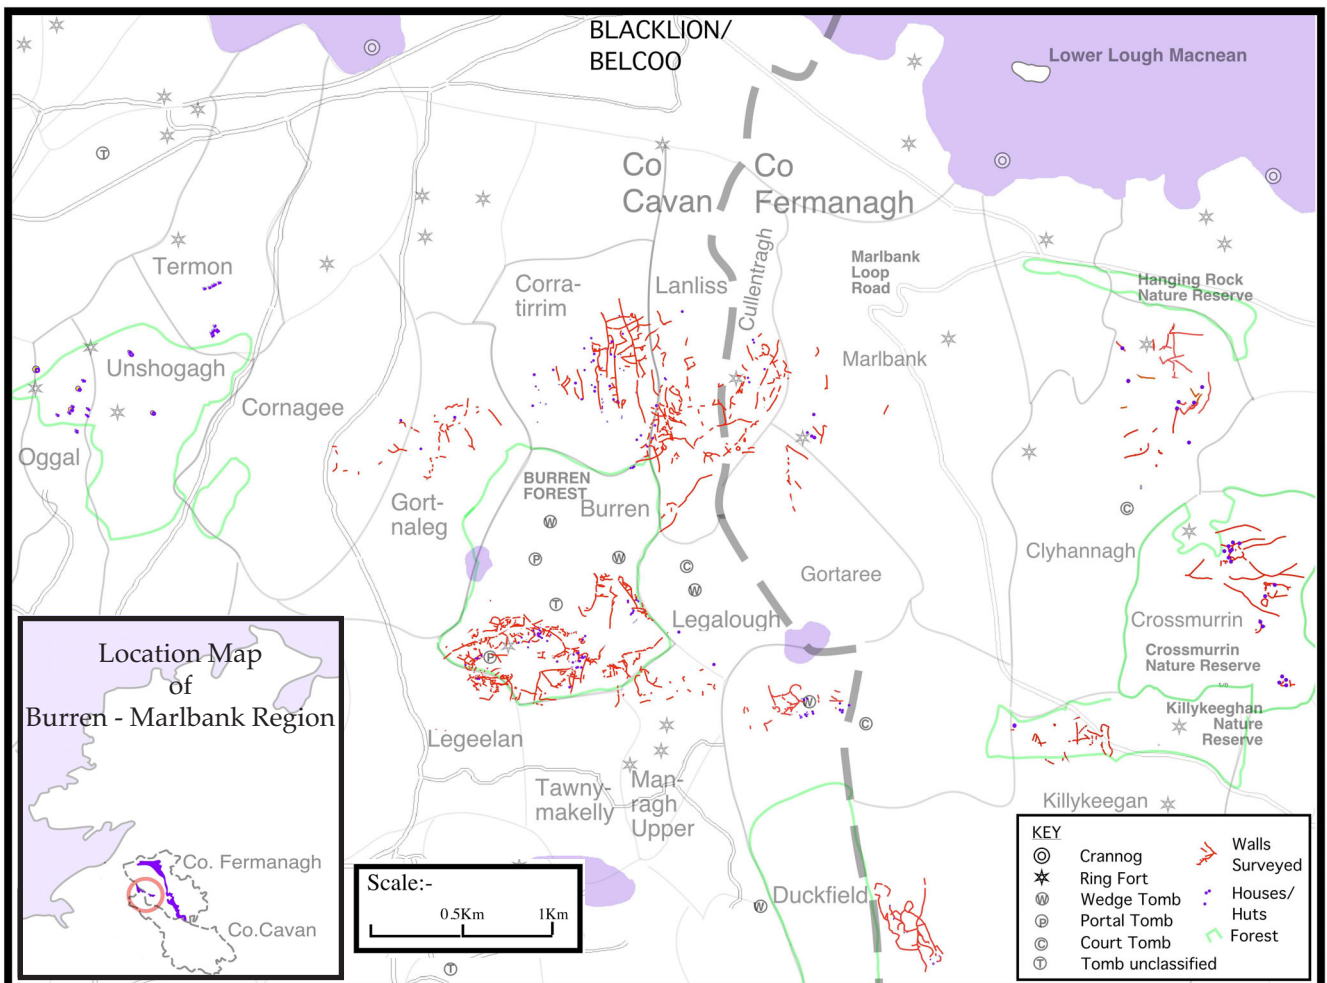 BLACKLION/
BELCOO
Lower Lough Macnean
T
Co
Cavan
Co
Fermanagh
Termon
Corra-
tirrim
Lanliss
Cullentragh
Marlbank
Loop
Road
Hanging Rock
Nature Reserve
Unshogagh
Marlbank
Cornagee
Oggal
BURREN
FOREST
Burren
Gort-
naleg
W
P
W
T
C
W
C
Clyhannagh
Gortaree
Legalough
Crossmurrin
Crossmurrin
Nature Reserve
P
W
C
Killykeeghan
Nature
Reserve
Legeelan
Tawny-
makelly
Man-
ragh
Upper
Killykeegan
Duckfield
W
T
Location Map
of
Burren - Marlbank Region
Co. Fermanagh
Co.Cavan
Scale:-
0.5Km
1Km
KEY
Crannog
Ring Fort
W Wedge Tomb
P Portal Tomb
C Court Tomb
T Tomb unclassified
Walls
Surveyed
Houses/
Huts
Forest